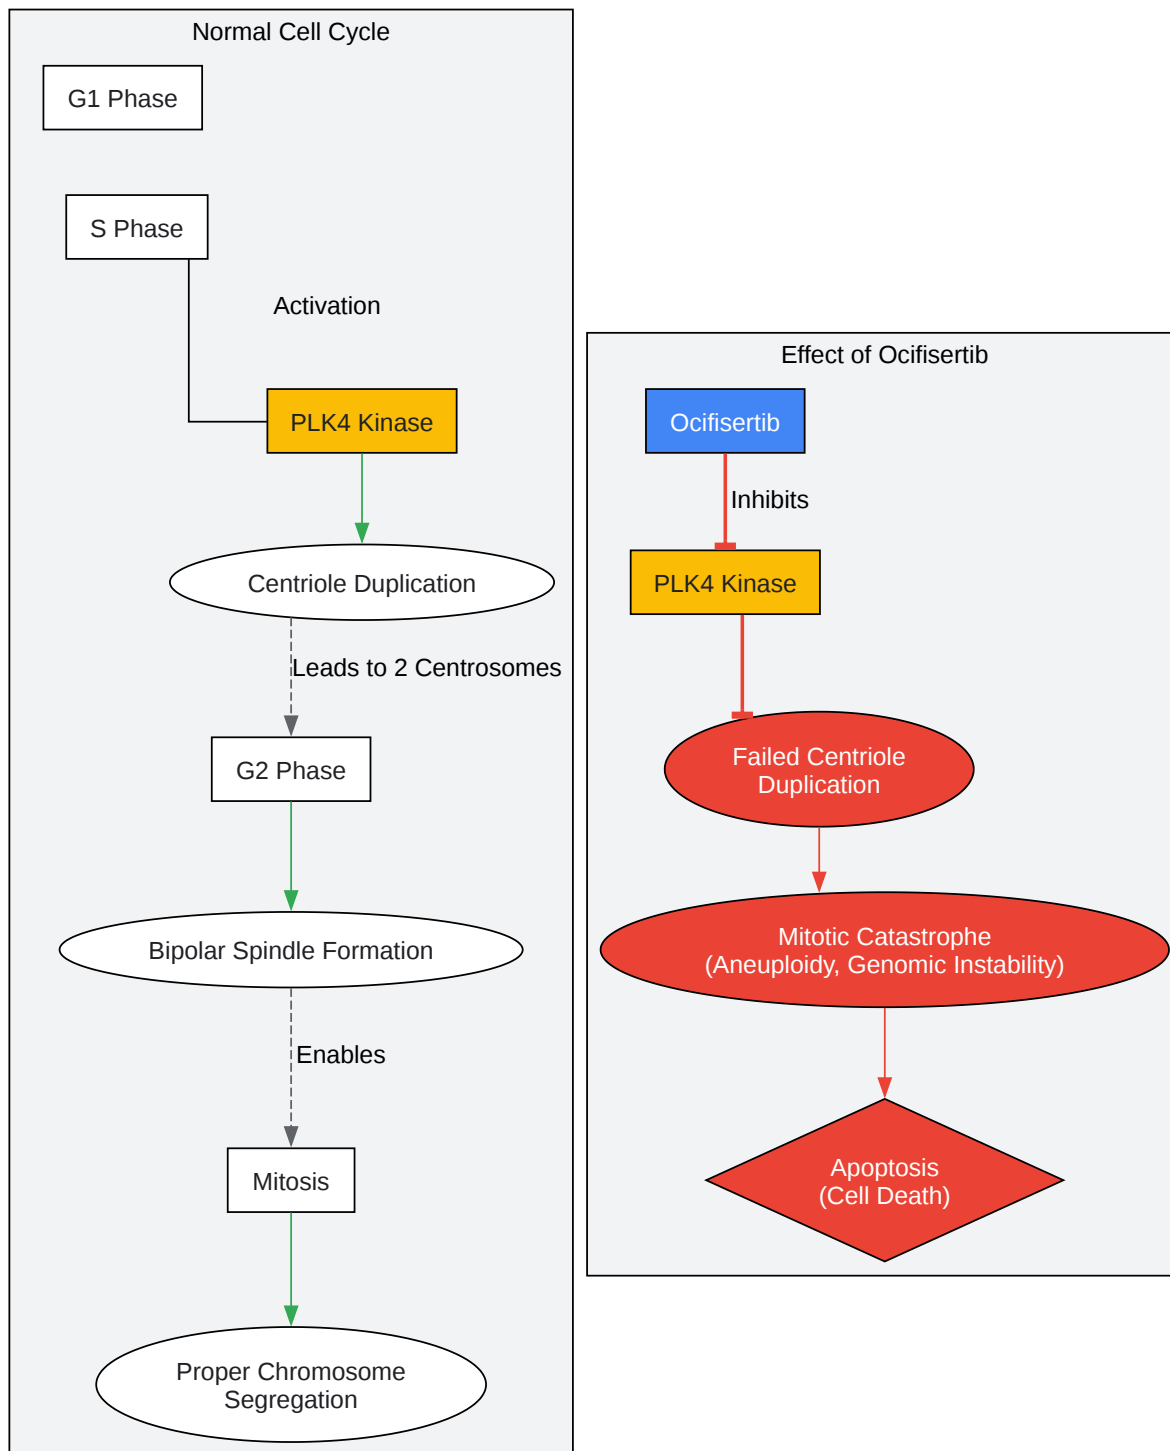 Normal Cell Cycle
G1 Phase
S Phase
Activation
PLK4 Kinase
Centriole Duplication
Leads to 2 Centrosomes
G2 Phase
Bipolar Spindle Formation
Enables
Mitosis
Proper Chromosome
Segregation
Effect of Ocifisertib
Ocifisertib
Inhibits
PLK4 Kinase
Failed Centriole
Duplication
Mitotic Catastrophe
(Aneuploidy, Genomic Instability)
Apoptosis
(Cell Death)